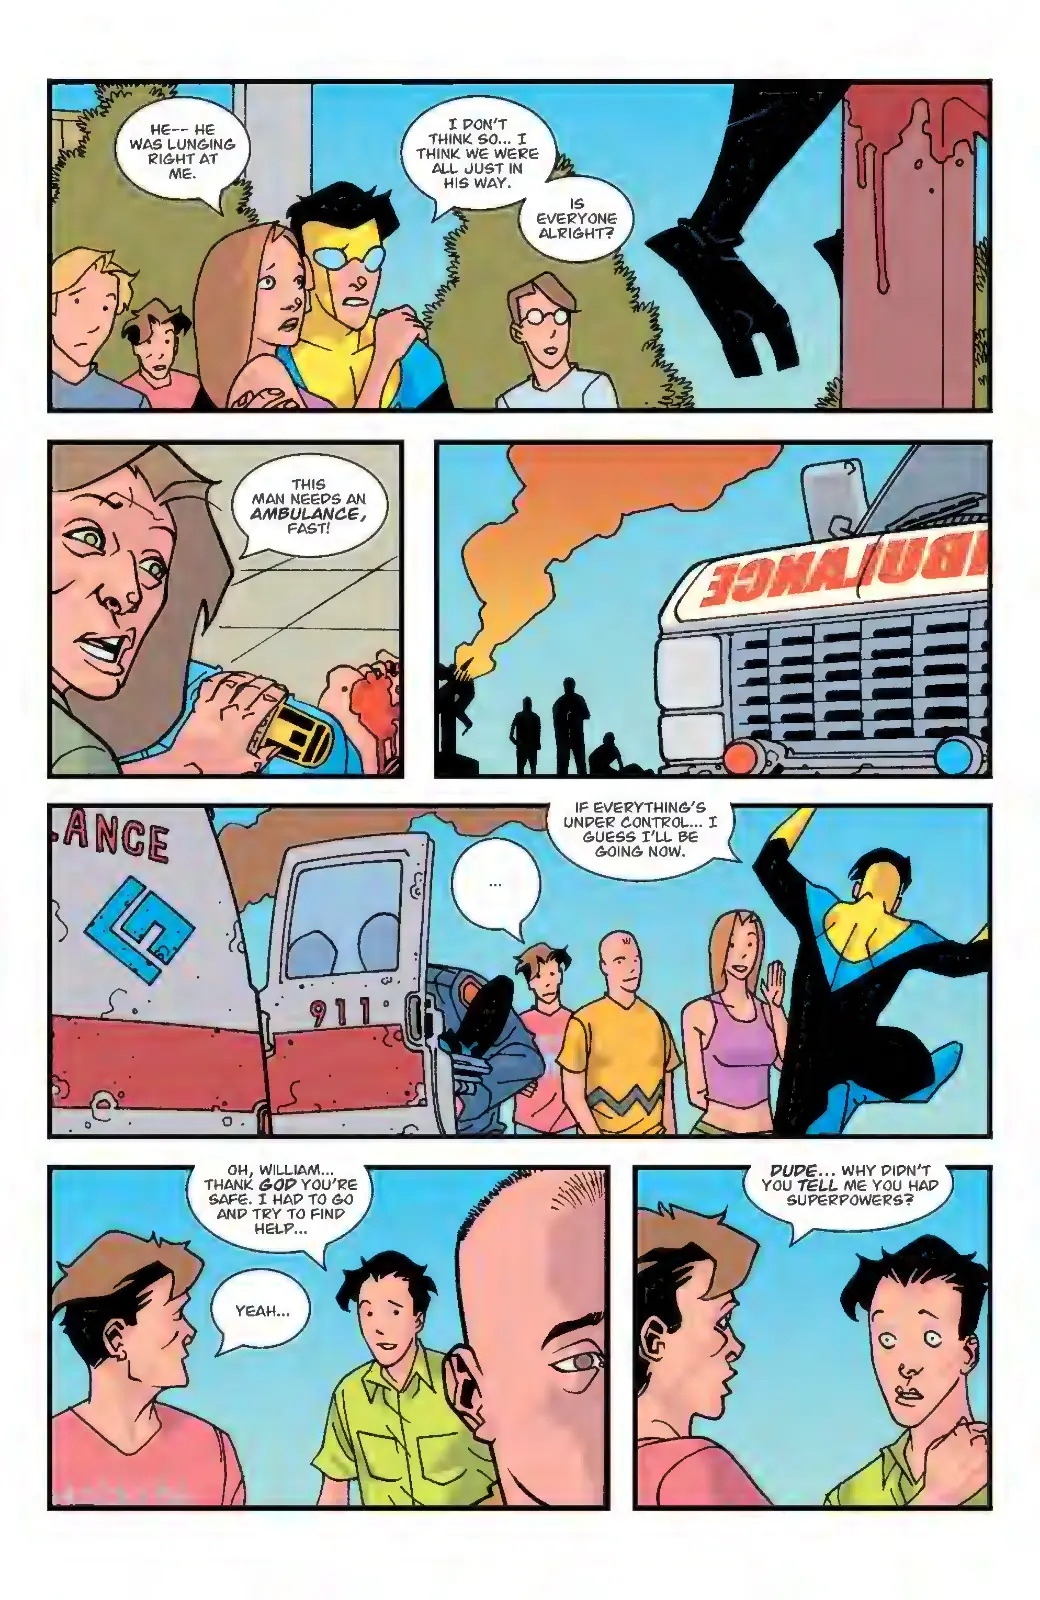 HE-- HE
WAS LUNGING
RIGHT AT
ME.
I DON'T
THINK SO... I
THINK WE WERE
ALL JUST IN
HIS WAY.
IS
EVERYONE
ALRIGHT?
THIS
MAN NEEDS AN
AMBULANCE,
FAST!
AMBULANCE
LANCE
911
...
IF EVERYTHING'S
UNDER CONTROL... I
GUESS I'LL BE
GOING NOW.
OH, WILLIAM...
THANK GOD YOU'RE
SAFE. I HAD TO GO
AND TRY TO FIND
HELP...
YEAH...
DUDE... WHY DIDN'T
YOU TELL ME YOU HAD
SUPERPOWERS?